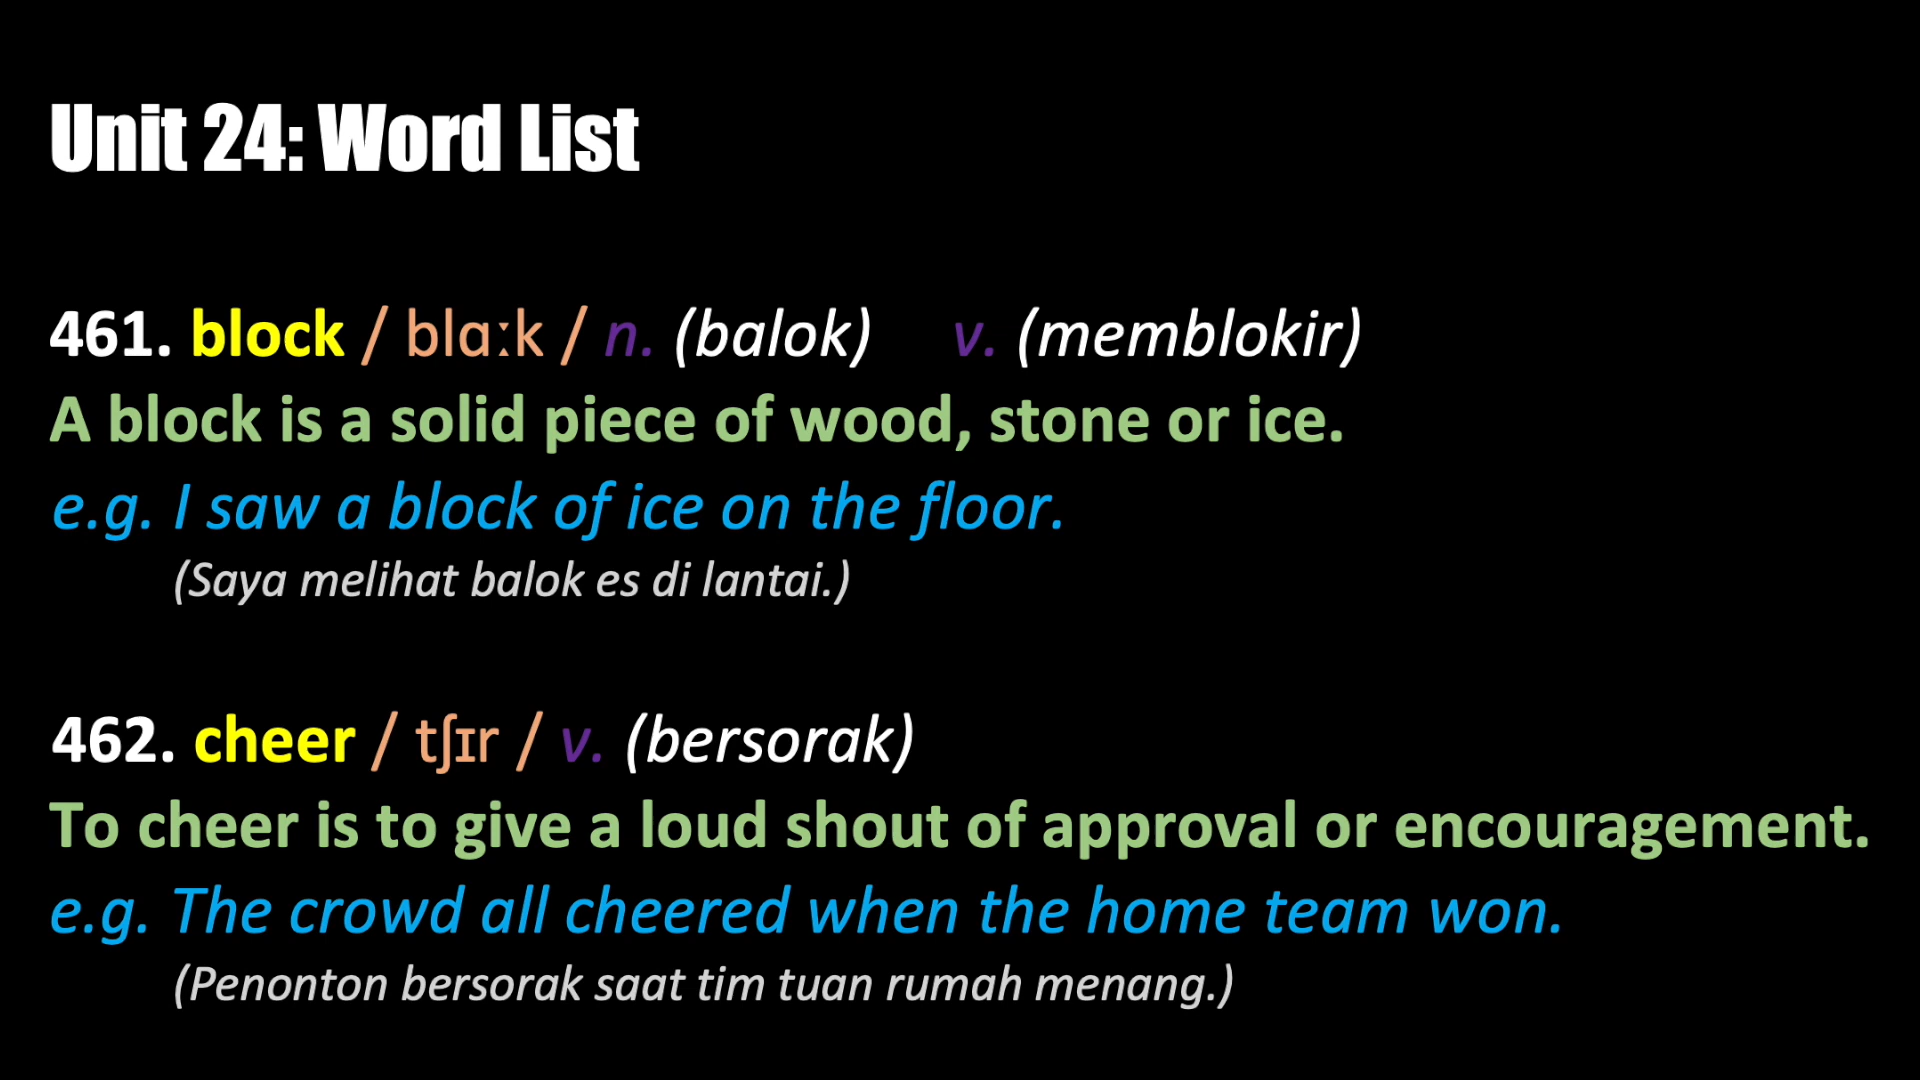 Unit 24: Word List
461. block / blɑːk / n. (balok) v. (memblokir)
A block is a solid piece of wood, stone or ice.
e.g. I saw a block of ice on the floor.
(Saya melihat balok es di lantai.)
462. cheer / tʃɪr / v. (bersorak)
To cheer is to give a loud shout of approval or encouragement.
e.g. The crowd all cheered when the home team won.
(Penonton bersorak saat tim tuan rumah menang.)